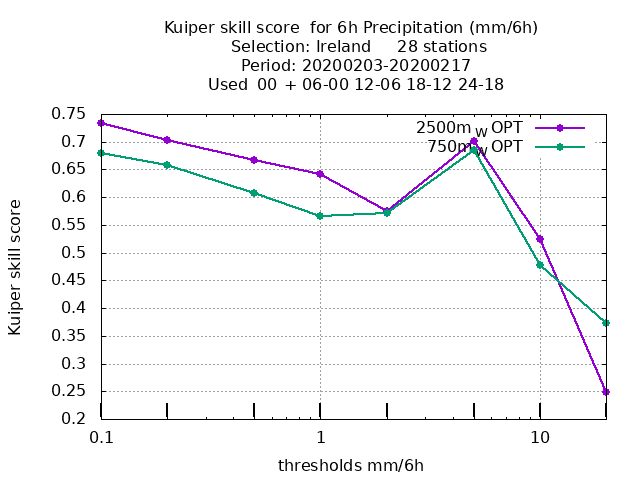 Kuiper skill score  for 6h Precipitation (mm/6h)
Selection: Ireland     28 stations
Period: 20200203-20200217
Used  00 + 06-00 12-06 18-12 24-18
2500m_W OPT
750m_W OPT
Kuiper skill score
0.75
0.7
0.65
0.6
0.55
0.5
0.45
0.4
0.35
0.3
0.25
0.2
0.1
1
10
thresholds mm/6h